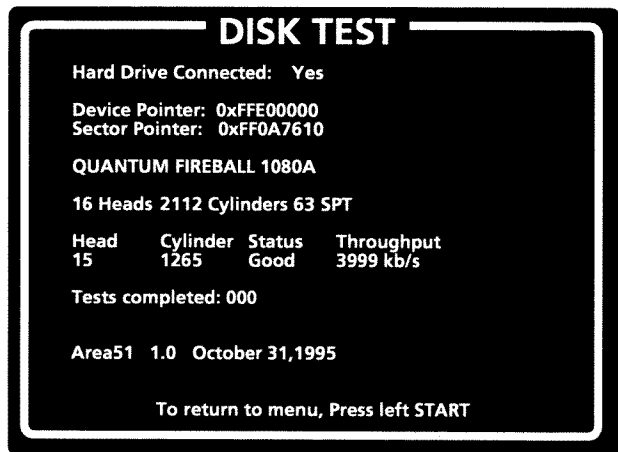 DISK TEST
Hard Drive Connected: Yes
Device Pointer: 0xFFE00000
Sector Pointer: 0xFF0A7610
QUANTUM FIREBALL 1080A
16 Heads 2112 Cylinders 63 SPT
Head Cylinder Status Throughput
15 1265 Good 3999 kb/s
Tests completed: 000
Area51 1.0 October 31,1995
To return to menu, Press left START